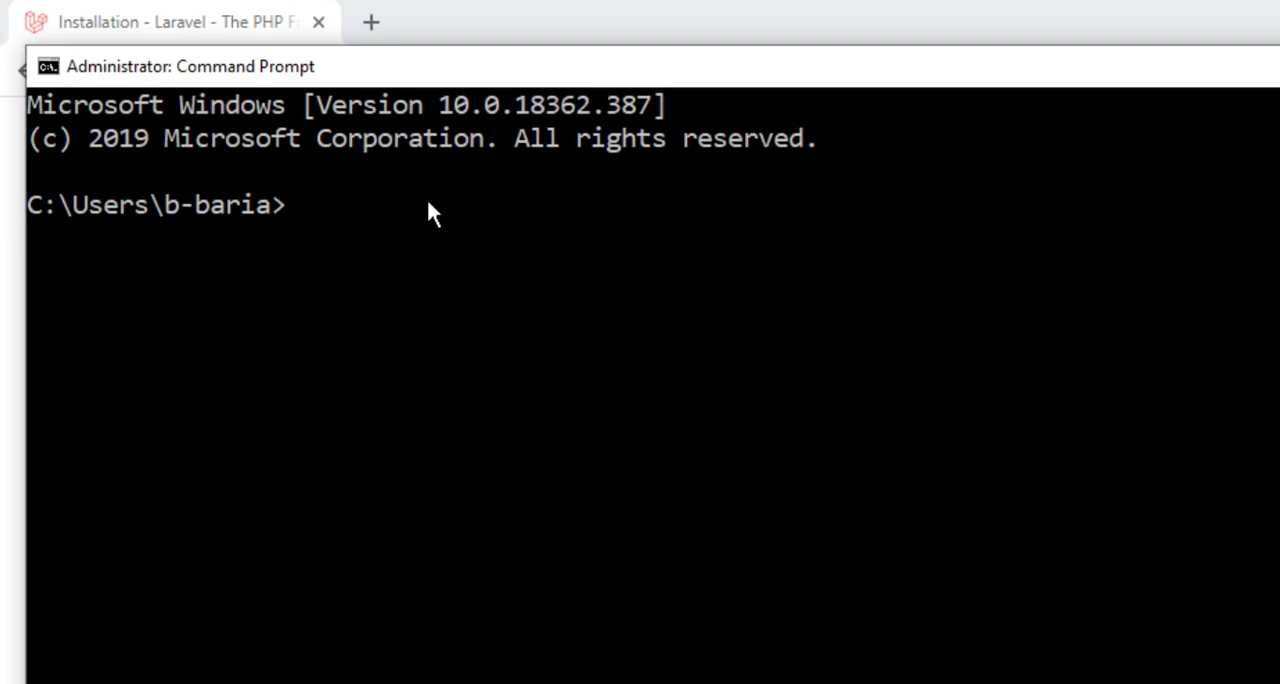 Installation - Laravel - The PHP F
Administrator: Command Prompt
Microsoft Windows [Version 10.0.18362.387]
(c) 2019 Microsoft Corporation. All rights reserved.
C:\Users\b-baria>